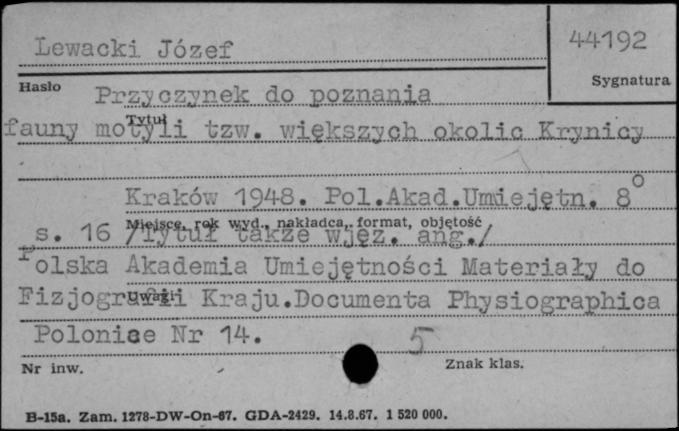 Lewacki Józef
44192
Hasło
Sygnatura
Przyczynek do poznania
Tytuł
fauny motyli tzw. większych okolic Krynicy
Kraków 1948. Pol.Akad.Umiejętn. 8°
Miejsce, rok wyd., nakładca, format, objętość
s. 16 /Tytuł także wjęz. ang./
Polska Akademia Umiejętności Materiały do
Uwagi
Fizjografii Kraju.Documenta Physiographica
Poloniae Nr 14.
5
Nr inw.
Znak klas.
B-15a. Zam. 1278-DW-On-67. GDA-2429. 14.8.67. 1 520 000.